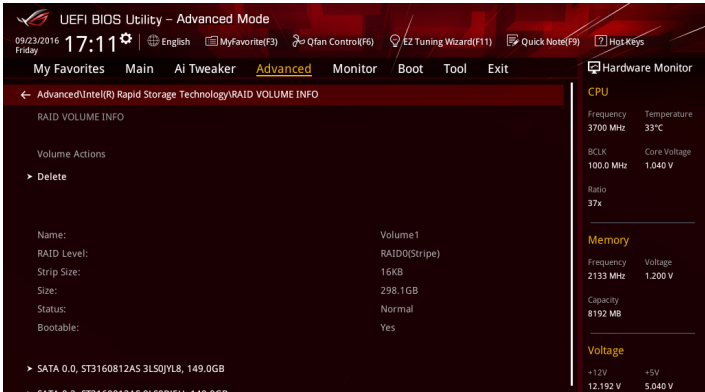 UEFI BIOS Utility – Advanced Mode
09/23/2016 Friday 17:11 English MyFavorite(F3) Qfan Control(F6) EZ Tuning Wizard(F11) Quick Note(F9) ? Hot Keys
My Favorites Main Ai Tweaker Advanced Monitor Boot Tool Exit
← Advanced\Intel(R) Rapid Storage Technology\RAID VOLUME INFO
RAID VOLUME INFO
Volume Actions
> Delete
Name: Volume1
RAID Level: RAID0(Stripe)
Strip Size: 16KB
Size: 298.1GB
Status: Normal
Bootable: Yes
> SATA 0.0, ST3160812AS 3LS0JYL8, 149.0GB
Hardware Monitor
CPU
Frequency Temperature
3700 MHz 33°C
BCLK Core Voltage
100.0 MHz 1.040 V
Ratio
37x
Memory
Frequency Voltage
2133 MHz 1.200 V
Capacity
8192 MB
Voltage
+12V +5V
12.192 V 5.040 V